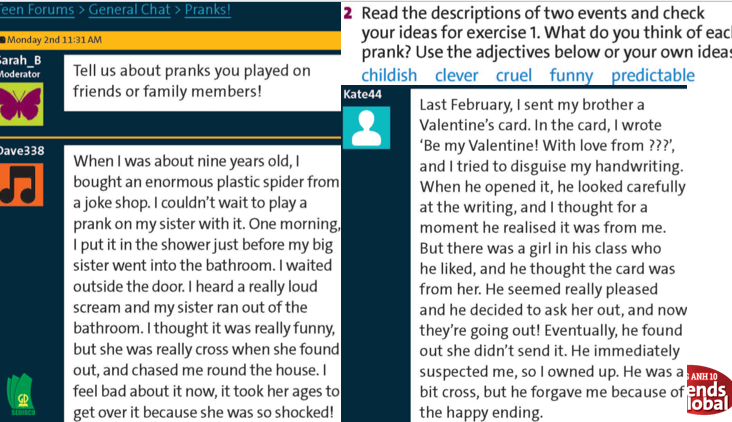 Teen Forums > General Chat > Pranks!
Monday 2nd 11:31 AM
Sarah_B
Moderator
Tell us about pranks you played on
friends or family members!
Dave338
When I was about nine years old, I
bought an enormous plastic spider from
a joke shop. I couldn't wait to play a
prank on my sister with it. One morning,
I put it in the shower just before my big
sister went into the bathroom. I waited
outside the door. I heard a really loud
scream and my sister ran out of the
bathroom. I thought it was really funny,
but she was really cross when she found
out, and chased me round the house. I
feel bad about it now, it took her ages to
get over it because she was so shocked!
2 Read the descriptions of two events and check
your ideas for exercise 1. What do you think of eac
prank? Use the adjectives below or your own ideas
childish clever cruel funny predictable
Kate44
Last February, I sent my brother a
Valentine's card. In the card, I wrote
'Be my Valentine! With love from ???',
and I tried to disguise my handwriting.
When he opened it, he looked carefully
at the writing, and I thought for a
moment he realised it was from me.
But there was a girl in his class who
he liked, and he thought the card was
from her. He seemed really pleased
and he decided to ask her out, and now
they're going out! Eventually, he found
out she didn't send it. He immediately
suspected me, so I owned up. He was a
bit cross, but he forgave me because of
the happy ending.
ANH 10
ends
lobal